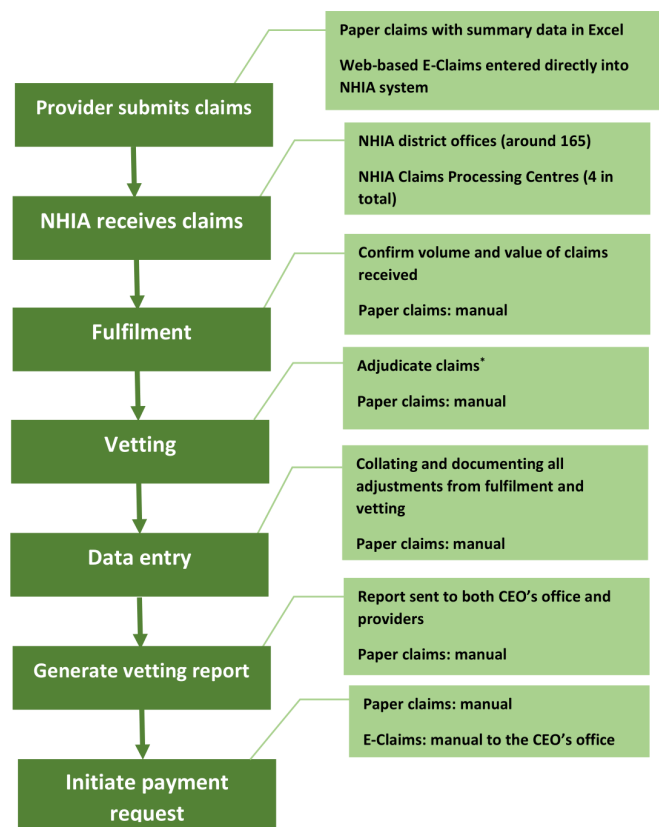 Paper claims with summary data in Excel
Web-based E-Claims entered directly into
NHIA system
Provider submits claims
NHIA district offices (around 165)
NHIA Claims Processing Centres (4 in
total)
NHIA receives claims
Confirm volume and value of claims
received
Paper claims: manual
Fulfilment
Adjudicate claims*
Paper claims: manual
Vetting
Collating and documenting all
adjustments from fulfilment and
vetting
Paper claims: manual
Data entry
Report sent to both CEO’s office and
providers
Paper claims: manual
Generate vetting report
Paper claims: manual
E-Claims: manual to the CEO’s office
Initiate payment
request